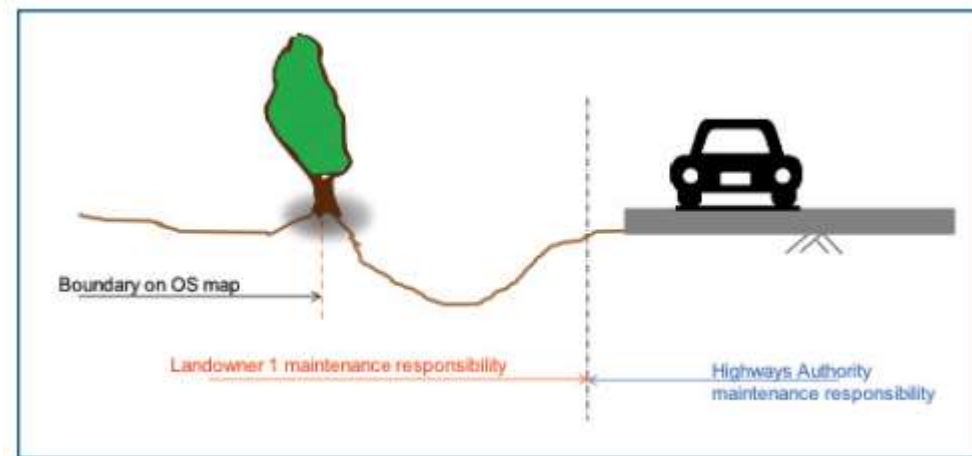 Boundary on OS map
Landowner 1 maintenance responsibility
Highways Authority
maintenance responsibility